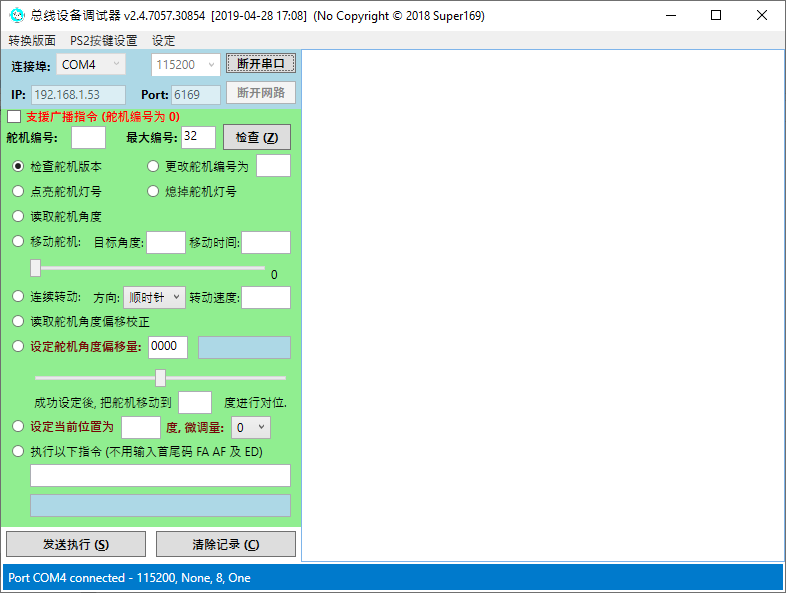 总线设备调试器 v2.4.7057.30854 [2019-04-28 17:08] (No Copyright © 2018 Super169)
转换版面 PS2按键设置 设定
连接埠: COM4 115200 断开串口
IP: 192.168.1.53 Port: 6169 断开网路
支援广播指令 (舵机编号为 0)
舵机编号: 最大编号: 32 检查 (Z)
检查舵机版本 更改舵机编号为
点亮舵机灯号 熄掉舵机灯号
读取舵机角度
移动舵机: 目标角度: 移动时间:
0
连续转动: 方向: 顺时针 转动速度:
读取舵机角度偏移校正
设定舵机角度偏移量: 0000
成功设定後, 把舵机移动到 度进行对位.
设定当前位置为 度, 微调量: 0
执行以下指令 (不用输入首尾码 FA AF 及 ED)
发送执行 (S) 清除记录 (C)
Port COM4 connected - 115200, None, 8, One